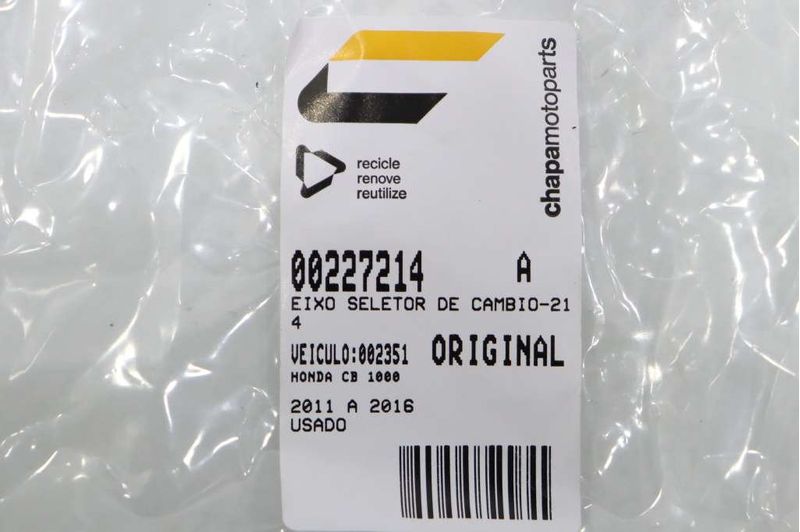 chapamotoparts
recicle
renove
reutilize
00227214 A
EIXO SELETOR DE CAMBIO-21
4
VEICULO:002351 ORIGINAL
HONDA CB 1000
2011 A 2016
USADO